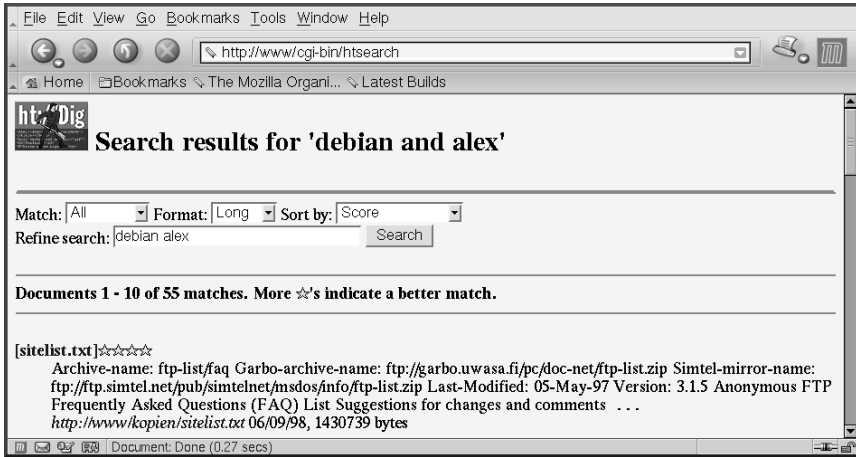 File Edit View Go Bookmarks Tools Window Help
http://www/cgi-bin/htsearch
Home Bookmarks The Mozilla Organi... Latest Builds
ht://Dig
Search results for 'debian and alex'
Match: All Format: Long Sort by: Score
Refine search: debian alex Search
Documents 1 - 10 of 55 matches. More ☆'s indicate a better match.
[sitelist.txt]☆☆☆☆
Archive-name: ftp-list/faq Garbo-archive-name: ftp://garbo.uwasa.fi/pc/doc-net/ftp-list.zip Simtel-mirror-name:
ftp://ftp.simtel.net/pub/simtelnet/msdos/info/ftp-list.zip Last-Modified: 05-May-97 Version: 3.1.5 Anonymous FTP
Frequently Asked Questions (FAQ) List Suggestions for changes and comments ...
http://www/kopien/sitelist.txt 06/09/98, 1430739 bytes
Document: Done (0.27 secs)